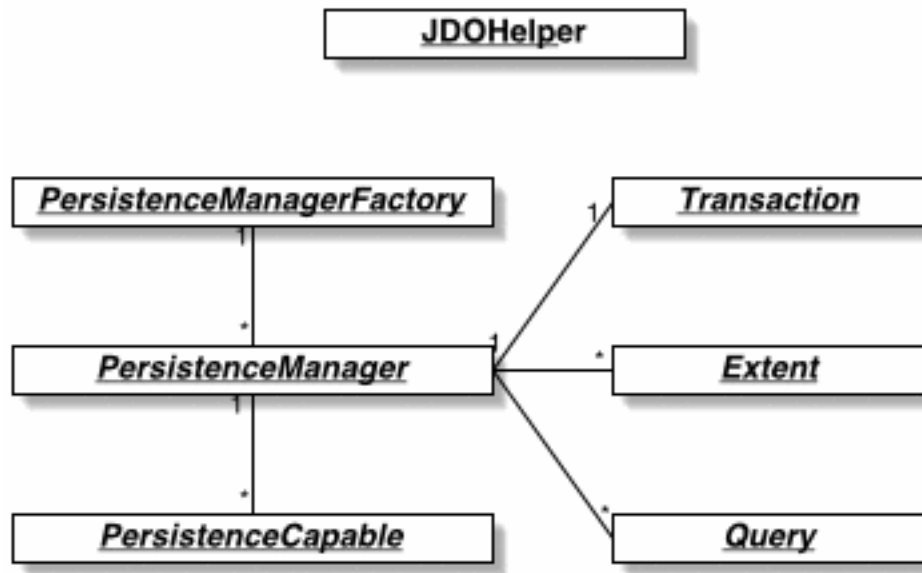 JDOHelper
PersistenceManagerFactory
Transaction
1
1
*
1
PersistenceManager
*
Extent
1
*
*
PersistenceCapable
Query